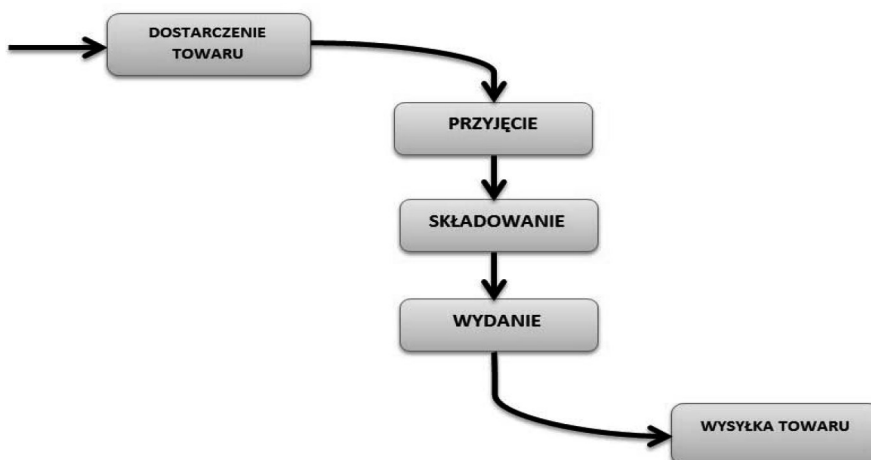 DOSTARCZENIE
TOWARU
PRZYJĘCIE
SKŁADOWANIE
WYDANIE
WYSYŁKA TOWARU